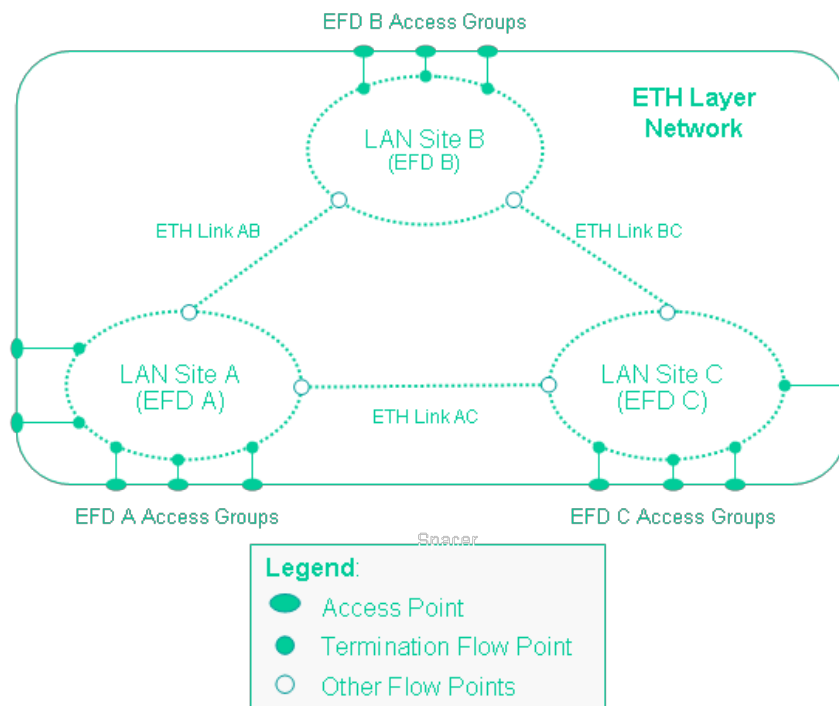 EFD B Access Groups
ETH Layer
Network
LAN Site B
(EFD B)
ETH Link AB
ETH Link BC
LAN Site A
(EFD A)
LAN Site C
(EFD C)
ETH Link AC
EFD A Access Groups
EFD C Access Groups
Spacer
Legend:
Access Point
Termination Flow Point
Other Flow Points